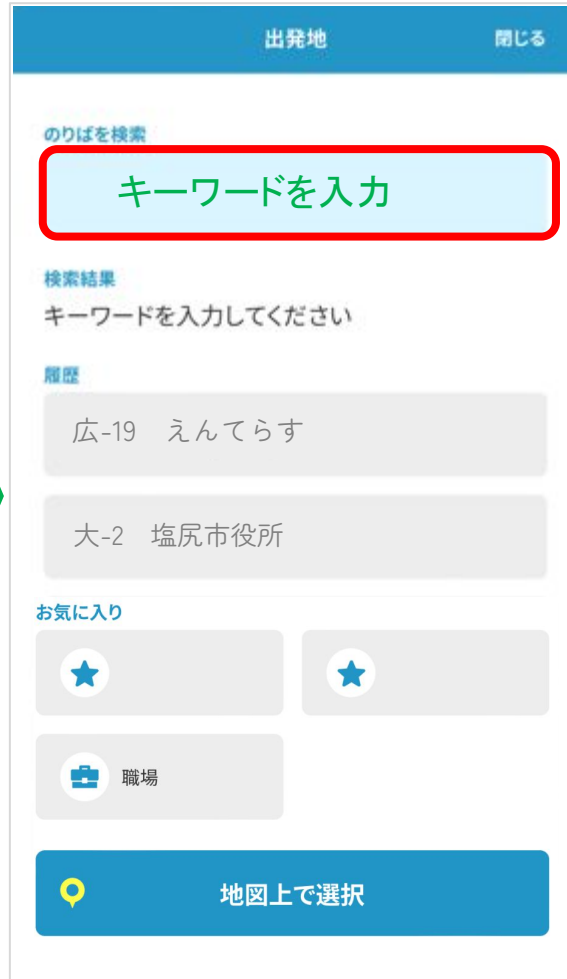 出発地 閉じる
のりばを検索
キーワードを入力
検索結果
キーワードを入力してください
履歴
広-19 えんてらす
大-2 塩尻市役所
お気に入り
職場
地図上で選択